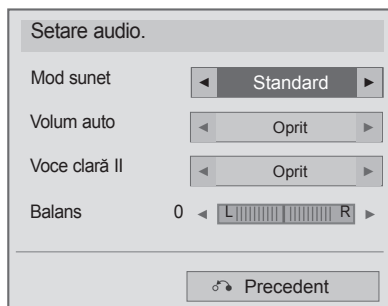 Setare audio.
Mod sunet ◄ Standard ►
Volum auto ◄ Oprit ►
Voce clară II ◄ Oprit ►
Balans 0 ◄ L R ►
Precedent